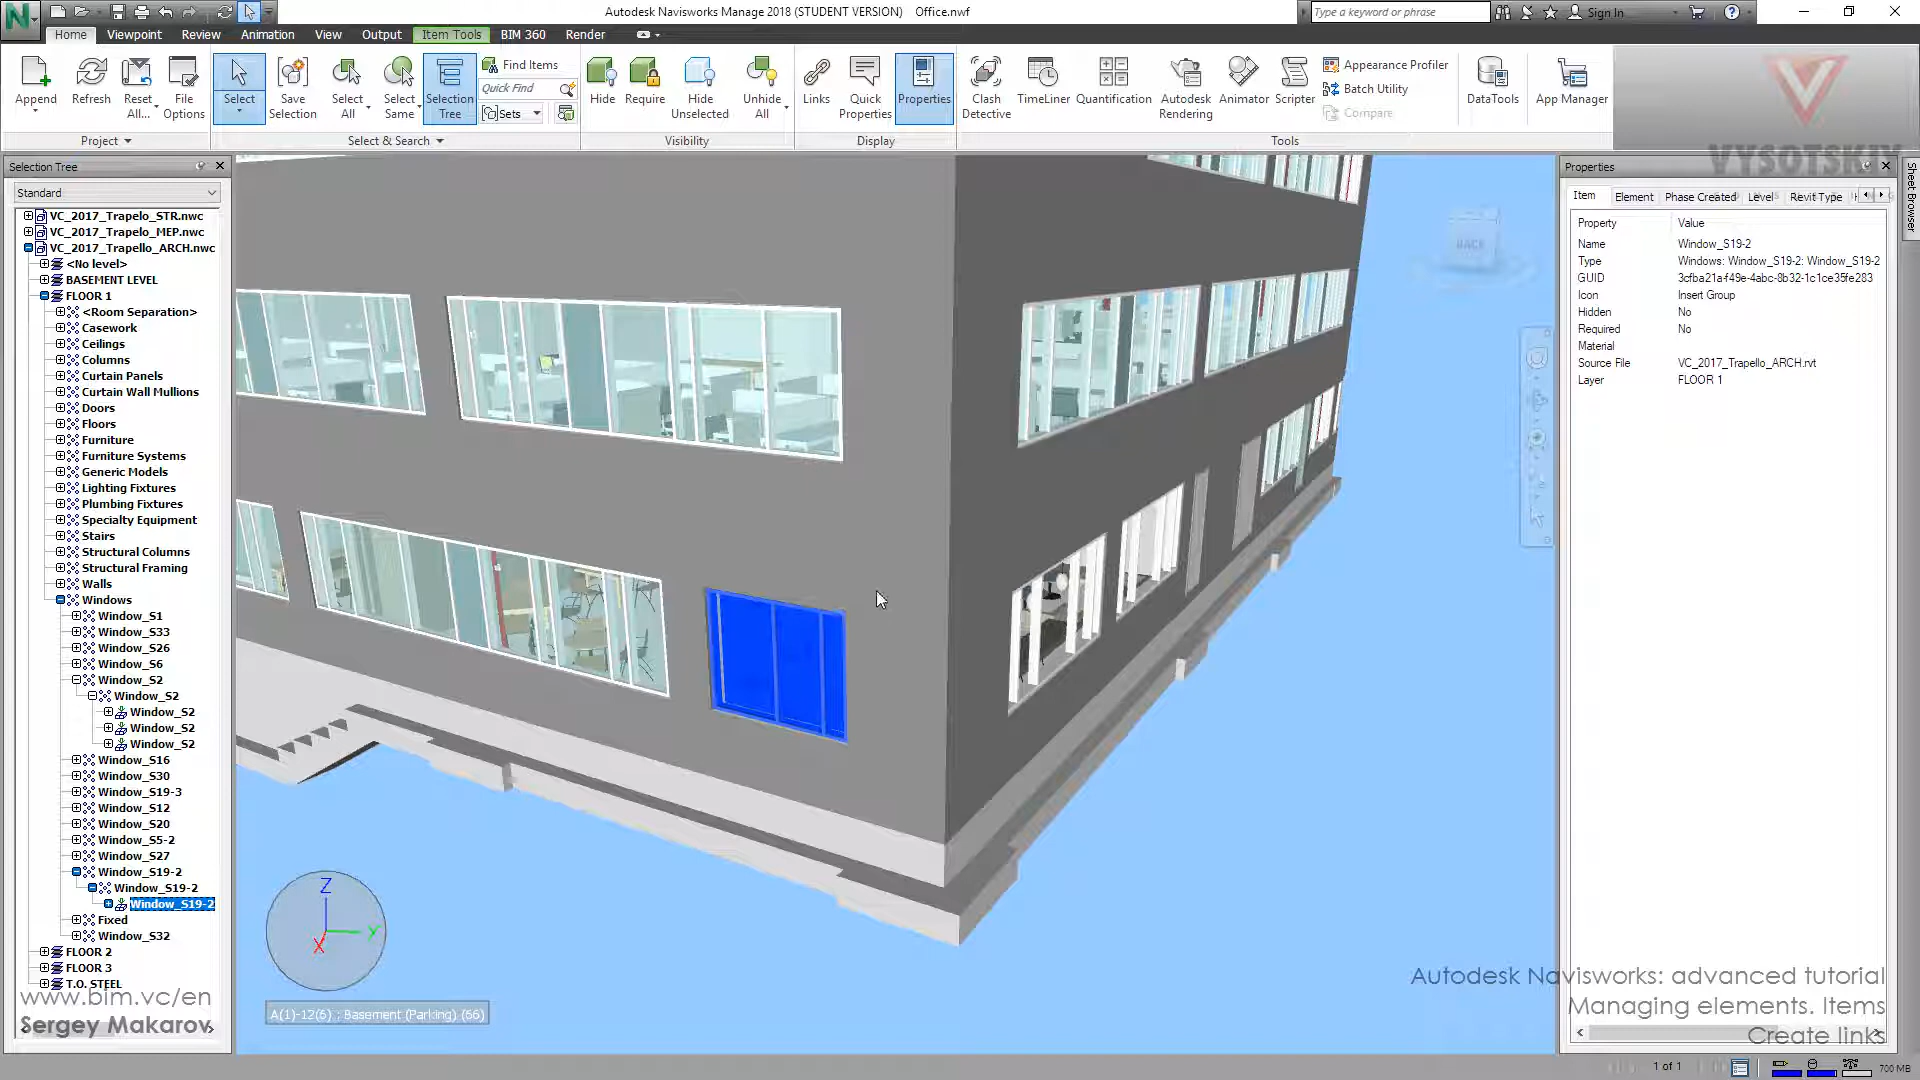 Autodesk Navisworks Manage 2018 (STUDENT VERSION) Office.nwf
Type a keyword or phrase
Sign In
Home Viewpoint Review Animation View Output Item Tools BIM 360 Render
Append
Refresh
Reset All...
File Options
Project
Select
Save Selection
Select All
Select Same
Selection Tree
Find Items
Quick Find
Sets
Select & Search
Hide
Require
Hide Unselected
Unhide All
Visibility
Links
Quick Properties
Properties
Display
Clash Detective
TimeLiner
Quantification
Autodesk Rendering
Animator
Scripter
Appearance Profiler
Batch Utility
Compare
Tools
DataTools
App Manager
VYSOTSKIY
Selection Tree
Standard
VC_2017_Trapelo_STR.nwc
VC_2017_Trapelo_MEP.nwc
VC_2017_Trapello_ARCH.nwc
<No level>
BASEMENT LEVEL
FLOOR 1
<Room Separation>
Casework
Ceilings
Columns
Curtain Panels
Curtain Wall Mullions
Doors
Floors
Furniture
Furniture Systems
Generic Models
Lighting Fixtures
Plumbing Fixtures
Specialty Equipment
Stairs
Structural Columns
Structural Framing
Walls
Windows
Window_S1
Window_S33
Window_S26
Window_S6
Window_S2
Window_S2
Window_S2
Window_S2
Window_S2
Window_S16
Window_S30
Window_S19-3
Window_S12
Window_S20
Window_S5-2
Window_S27
Window_S19-2
Window_S19-2
Window_S19-2
Fixed
Window_S32
FLOOR 2
FLOOR 3
T.O. STEEL
www.bim.vc/en
Sergey Makarov
BACK
Z
Y
X
A(1)-12(6) : Basement (Parking) (56)
Properties
Sheet Browser
Item Element Phase Created Level Revit Type
Property Value
Name Window_S19-2
Type Windows: Window_S19-2: Window_S19-2
GUID 3cfba21a-f49e-4abc-8b32-1c1ce35fe283
Icon Insert Group
Hidden No
Required No
Material
Source File VC_2017_Trapello_ARCH.rvt
Layer FLOOR 1
Autodesk Navisworks: advanced tutorial
Managing elements. Items
Create links
1 of 1
700 MB